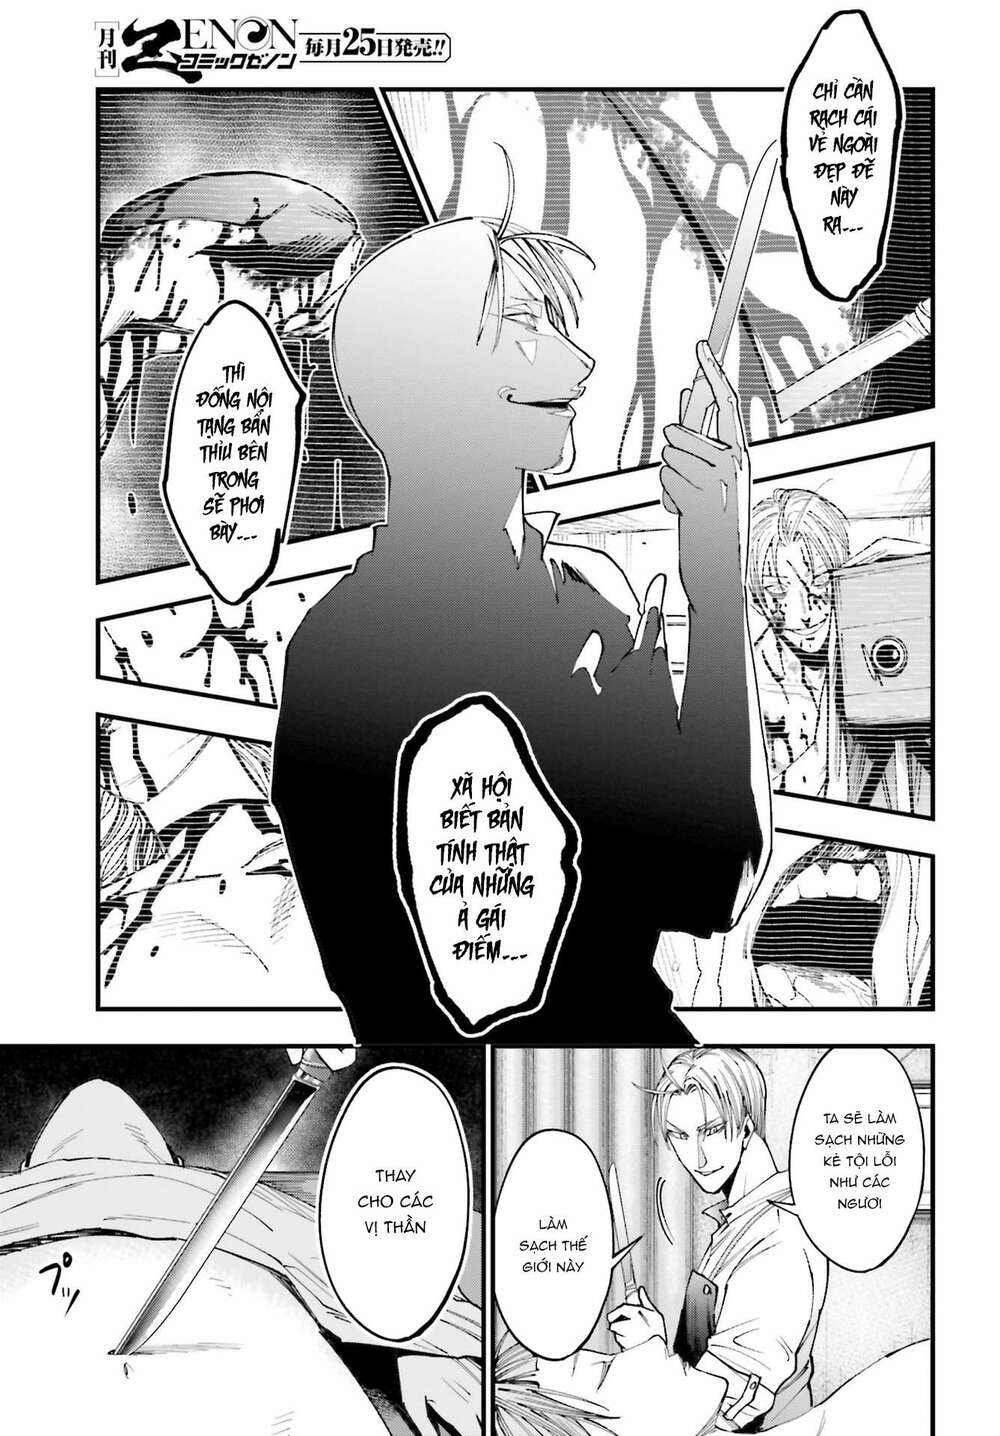 月刊
ZENON
コミックゼノン
毎月25日発売!!
CHỈ CẦN
RẠCH CÁI
VẺ NGOÀI
ĐẸP ĐẼ
NÀY
RA...
THÌ
ĐỐNG NỘI
TẠNG BẨN
THỈU BÊN
TRONG
SẼ PHƠI
BÀY...
XÃ HỘI
BIẾT BẢN
TÍNH THẬT
CỦA NHỮNG
Ả GÁI
ĐIẾM...
TA SẼ LÀM
SẠCH NHỮNG
KẺ TỘI LỖI
NHƯ CÁC
NGƯƠI
LÀM
SẠCH THẾ
GIỚI NÀY
THAY
CHO CÁC
VỊ THẦN
プッ